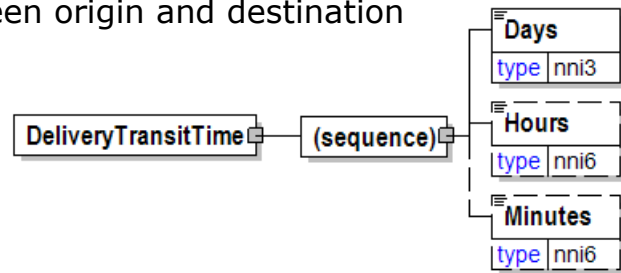 een origin and destination
Days
type nni3
DeliveryTransitTime
(sequence)
Hours
type nni6
Minutes
type nni6